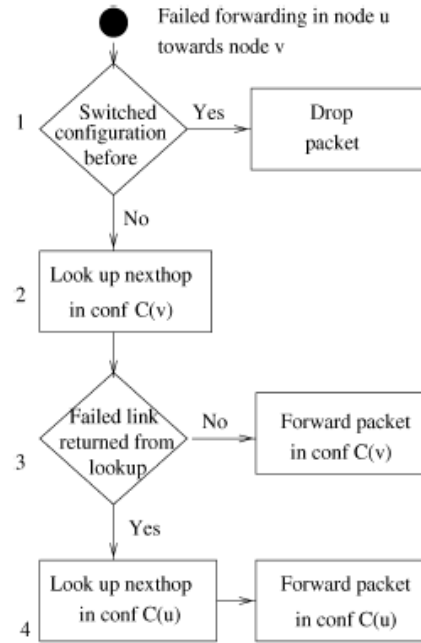 Failed forwarding in node u
towards node v
1
Switched
configuration
before
Yes
Drop
packet
No
2
Look up nexthop
in conf C(v)
3
Failed link
returned from
lookup
No
Forward packet
in conf C(v)
Yes
4
Look up nexthop
in conf C(u)
Forward packet
in conf C(u)